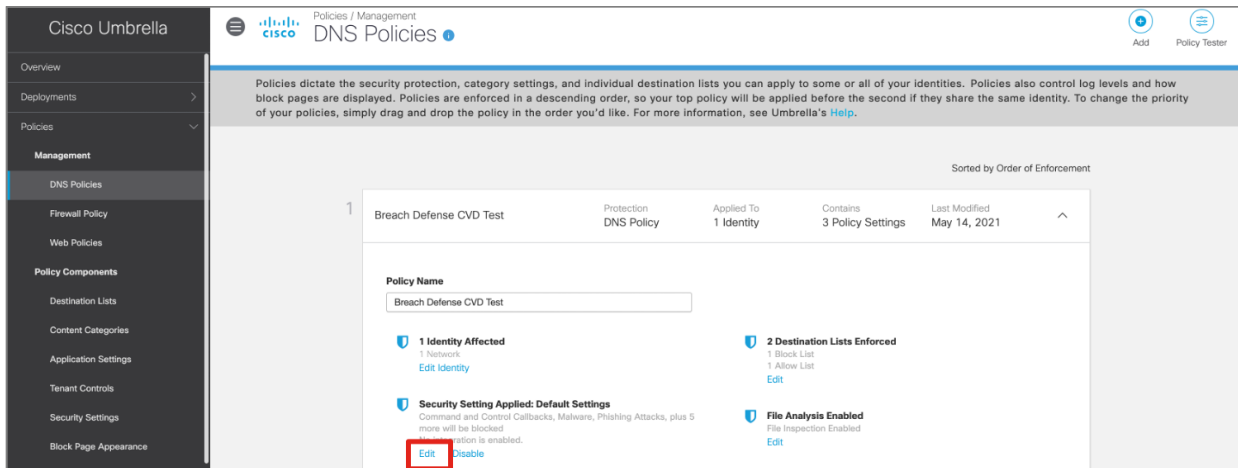 Cisco Umbrella
cisco
Policies / Management
DNS Policies
Add
Policy Tester
Overview
Deployments
Policies
Management
DNS Policies
Firewall Policy
Web Policies
Policy Components
Destination Lists
Content Categories
Application Settings
Tenant Controls
Security Settings
Block Page Appearance
Policies dictate the security protection, category settings, and individual destination lists you can apply to some or all of your identities. Policies also control log levels and how
block pages are displayed. Policies are enforced in a descending order, so your top policy will be applied before the second if they share the same identity. To change the priority
of your policies, simply drag and drop the policy in the order you'd like. For more information, see Umbrella's Help.
Sorted by Order of Enforcement
1
Breach Defense CVD Test
Protection
DNS Policy
Applied To
1 Identity
Contains
3 Policy Settings
Last Modified
May 14, 2021
Policy Name
Breach Defense CVD Test
1 Identity Affected
1 Network
Edit Identity
Security Setting Applied: Default Settings
Command and Control Callbacks, Malware, Phishing Attacks, plus 5
more will be blocked
No integration is enabled.
Edit Disable
2 Destination Lists Enforced
1 Block List
1 Allow List
Edit
File Analysis Enabled
File Inspection Enabled
Edit